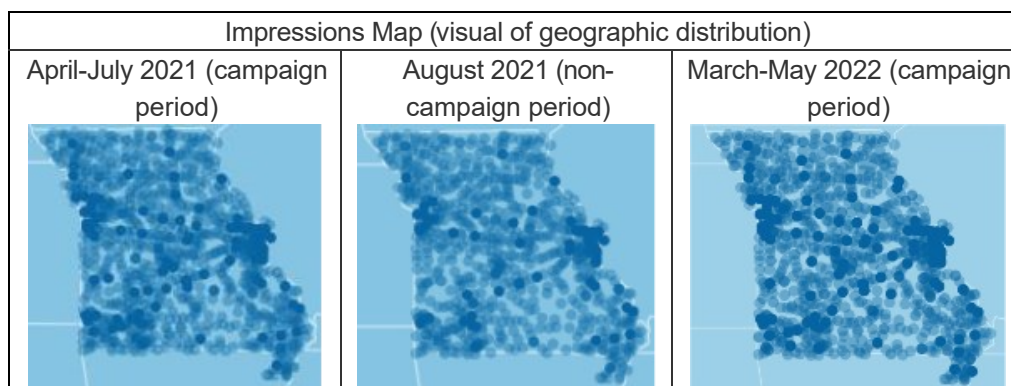 Impressions Map (visual of geographic distribution)
April-July 2021 (campaign
period)
August 2021 (non-
campaign period)
March-May 2022 (campaign
period)